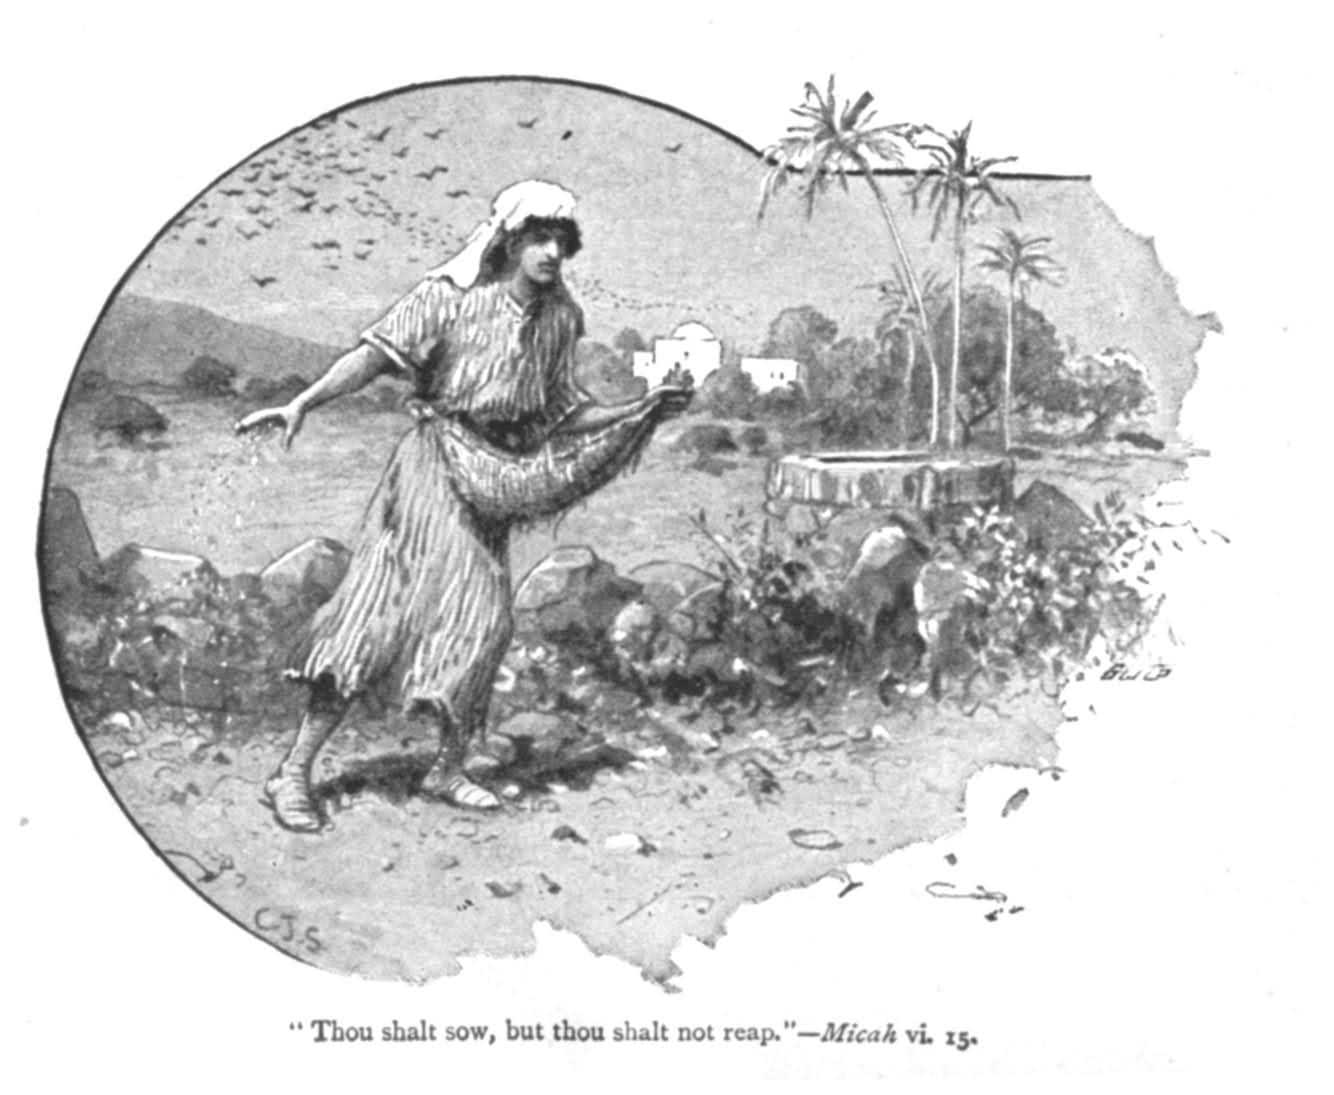 C.J.S
"Thou shalt sow, but thou shalt not reap."—Micah vi. 15.